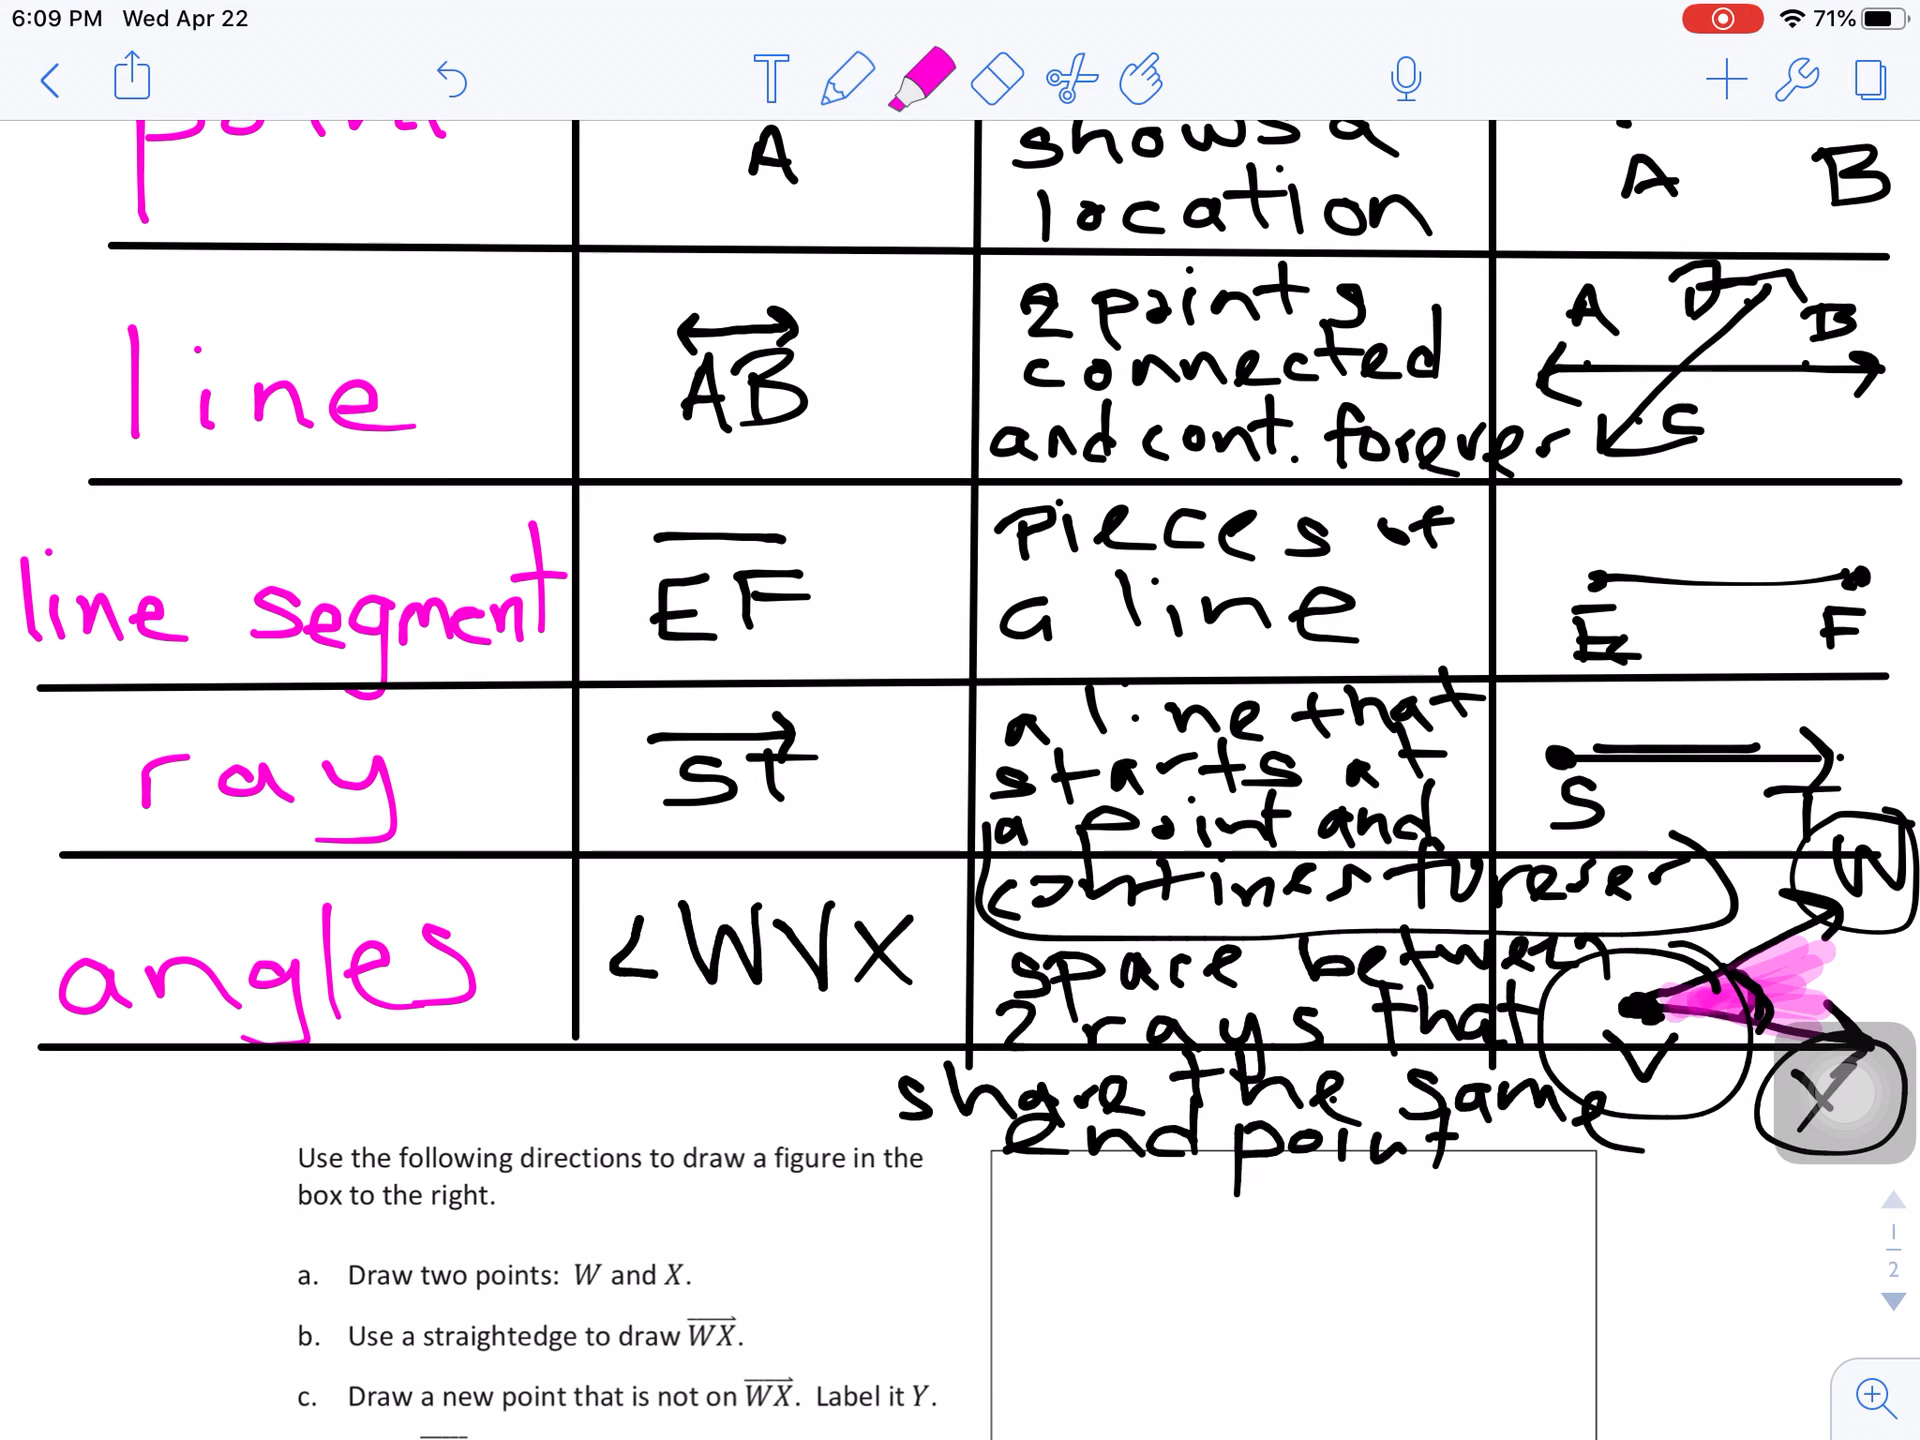 6:09 PM Wed Apr 22
71%
T
point
A
shows a
location
A B
line
AB
2 points
connected
and cont. forever
A B
C
line segment
EF
pieces of
a line
E F
ray
ST
a line that
starts at
a point and
continues forever
S T
angles
<WVX
space between
2 rays that
share the same
endpoint
W
V
X
Use the following directions to draw a figure in the
box to the right.
a. Draw two points: W and X.
b. Use a straightedge to draw WX.
c. Draw a new point that is not on WX. Label it Y.
1
2